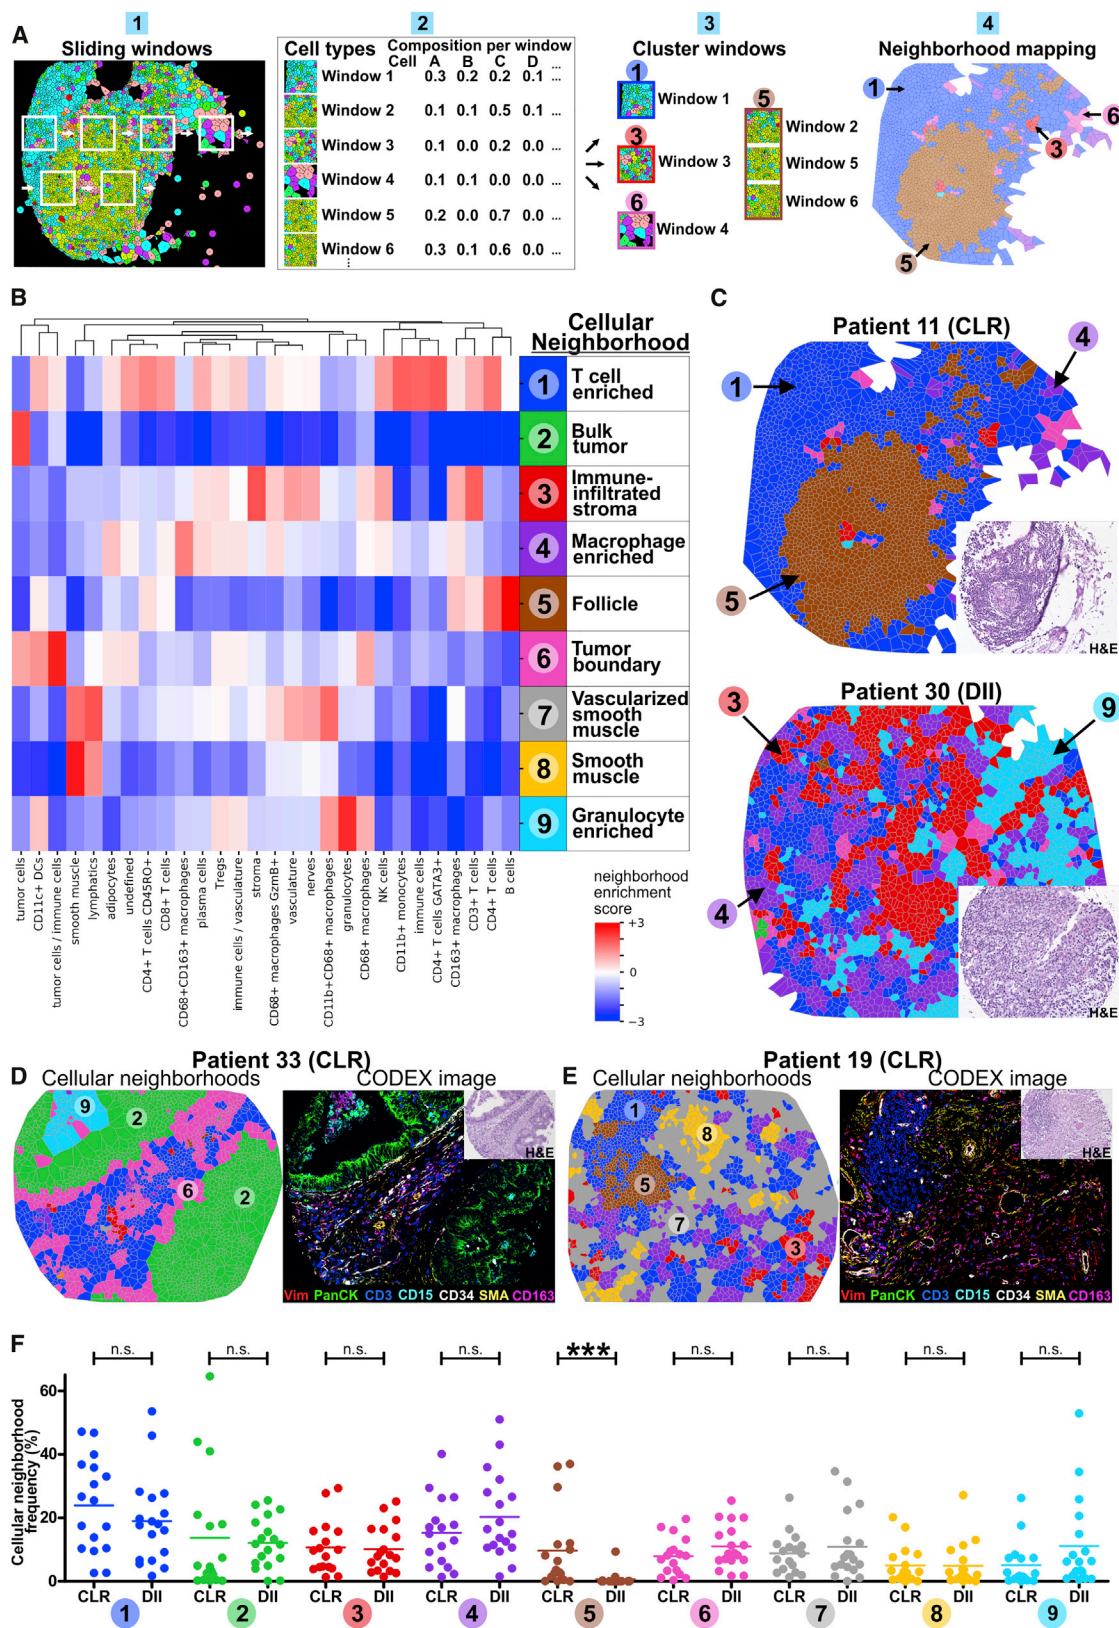 A
1
Sliding windows
2
Cell types
Composition per window
Cell A B C D ...
Window 1 0.3 0.2 0.2 0.1 ...
Window 2 0.1 0.1 0.5 0.1 ...
Window 3 0.1 0.0 0.2 0.0 ...
Window 4 0.1 0.1 0.0 0.0 ...
Window 5 0.2 0.0 0.7 0.0 ...
Window 6 0.3 0.1 0.6 0.0 ...
3
Cluster windows
1
Window 1
3
Window 3
6
Window 4
5
Window 2
Window 5
Window 6
4
Neighborhood mapping
1
6
3
5
B
Cellular
Neighborhood
1 T cell
enriched
2 Bulk
tumor
3 Immune-
infiltrated
stroma
4 Macrophage
enriched
5 Follicle
6 Tumor
boundary
7 Vascularized
smooth
muscle
8 Smooth
muscle
9 Granulocyte
enriched
tumor cells
CD11c+ DCs
tumor cells / immune cells
smooth muscle
lymphatics
adipocytes
undefined
CD4+ T cells CD45RO+
CD8+ T cells
CD68+CD163+ macrophages
plasma cells
Tregs
immune cells / vasculature
stroma
CD68+ macrophages GzmB+
vasculature
nerves
CD11b+CD68+ macrophages
granulocytes
CD68+ macrophages
NK cells
CD11b+ monocytes
immune cells
CD4+ T cells GATA3+
CD163+ macrophages
CD3+ T cells
CD4+ T cells
B cells
neighborhood
enrichment
score
+3
0
−3
C
Patient 11 (CLR)
1
4
5
H&E
Patient 30 (DII)
3
9
4
H&E
Patient 33 (CLR)
D
Cellular neighborhoods
CODEX image
9
2
6
2
H&E
Vim PanCK CD3 CD15 CD34 SMA CD163
Patient 19 (CLR)
E
Cellular neighborhoods
CODEX image
1
8
5
7
3
H&E
Vim PanCK CD3 CD15 CD34 SMA CD163
F
n.s. n.s. n.s. n.s. *** n.s. n.s. n.s. n.s.
Cellular neighborhood
frequency (%)
60
40
20
0
CLR DII CLR DII CLR DII CLR DII CLR DII CLR DII CLR DII CLR DII CLR DII
1 2 3 4 5 6 7 8 9